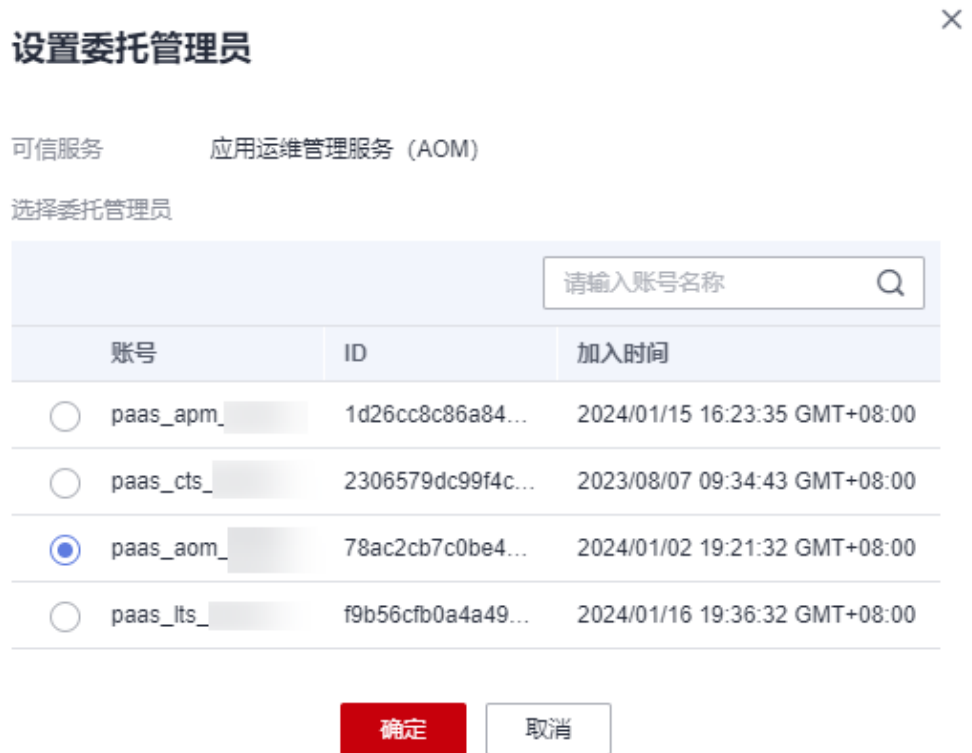 设置委托管理员
可信服务 应用运维管理服务（AOM）
选择委托管理员
请输入账号名称
账号 ID 加入时间
paas_apm_ 1d26cc8c86a84... 2024/01/15 16:23:35 GMT+08:00
paas_cts_ 2306579dc99f4c... 2023/08/07 09:34:43 GMT+08:00
paas_aom_ 78ac2cb7c0be4... 2024/01/02 19:21:32 GMT+08:00
paas_lts_ f9b56cfb0a4a49... 2024/01/16 19:36:32 GMT+08:00
确定 取消